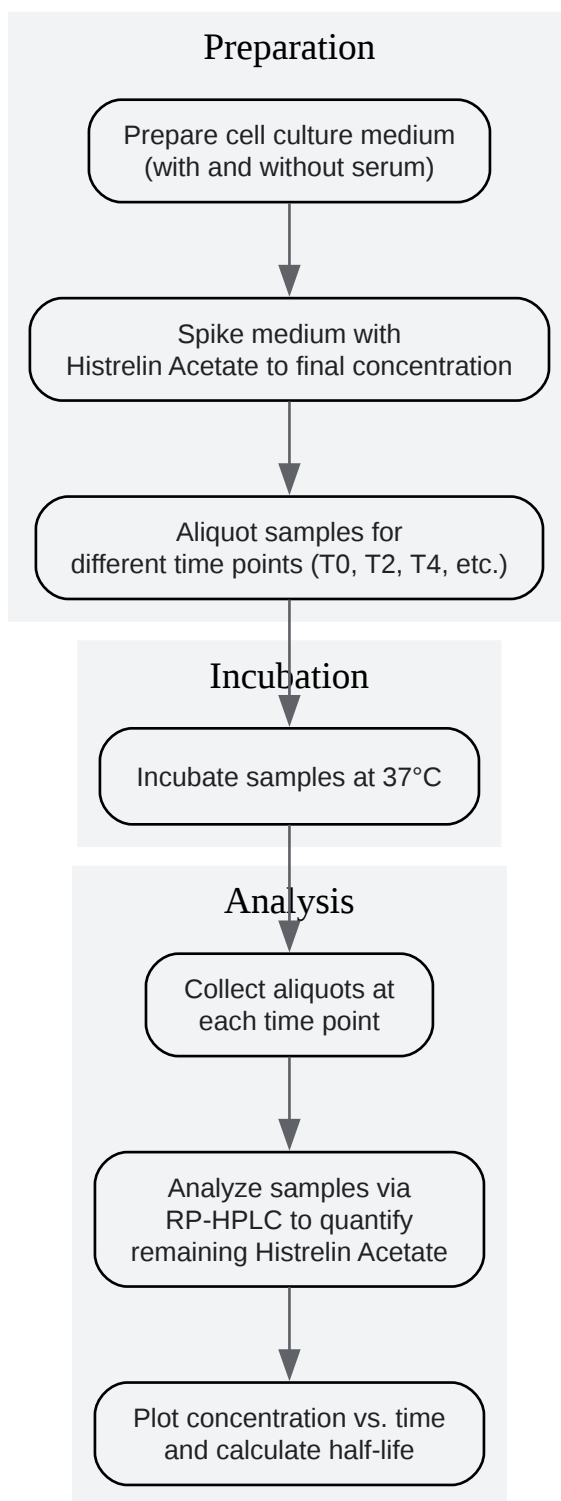 Preparation
Prepare cell culture medium
(with and without serum)
Spike medium with
Histrelin Acetate to final concentration
Aliquot samples for
different time points (T0, T2, T4, etc.)
Incubation
Incubate samples at 37°C
Analysis
Collect aliquots at
each time point
Analyze samples via
RP-HPLC to quantify
remaining Histrelin Acetate
Plot concentration vs. time
and calculate half-life